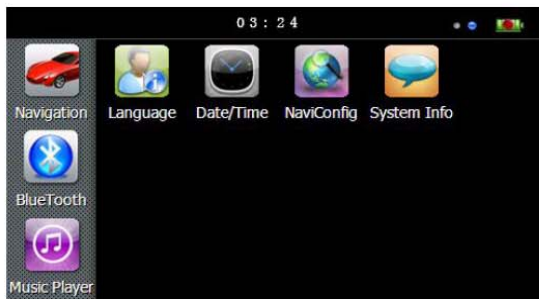 03:24
Navigation
Language Date/Time NaviConfig System Info
BlueTooth
Music Player